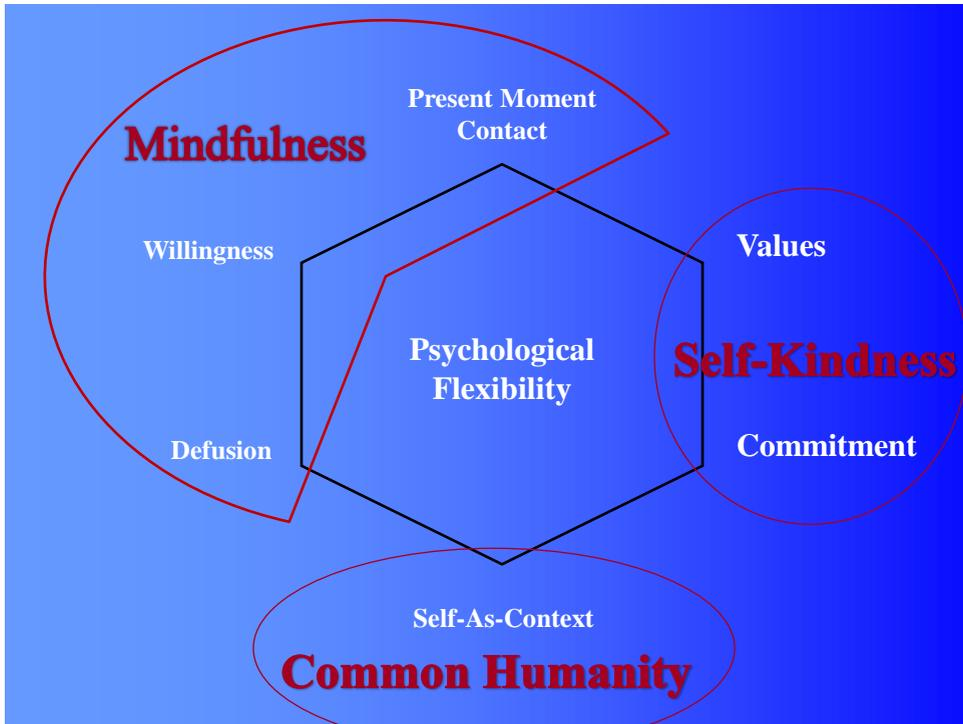 Present Moment
Contact
Mindfulness
Willingness
Values
Psychological
Flexibility
Self-Kindness
Defusion
Commitment
Self-As-Context
Common Humanity